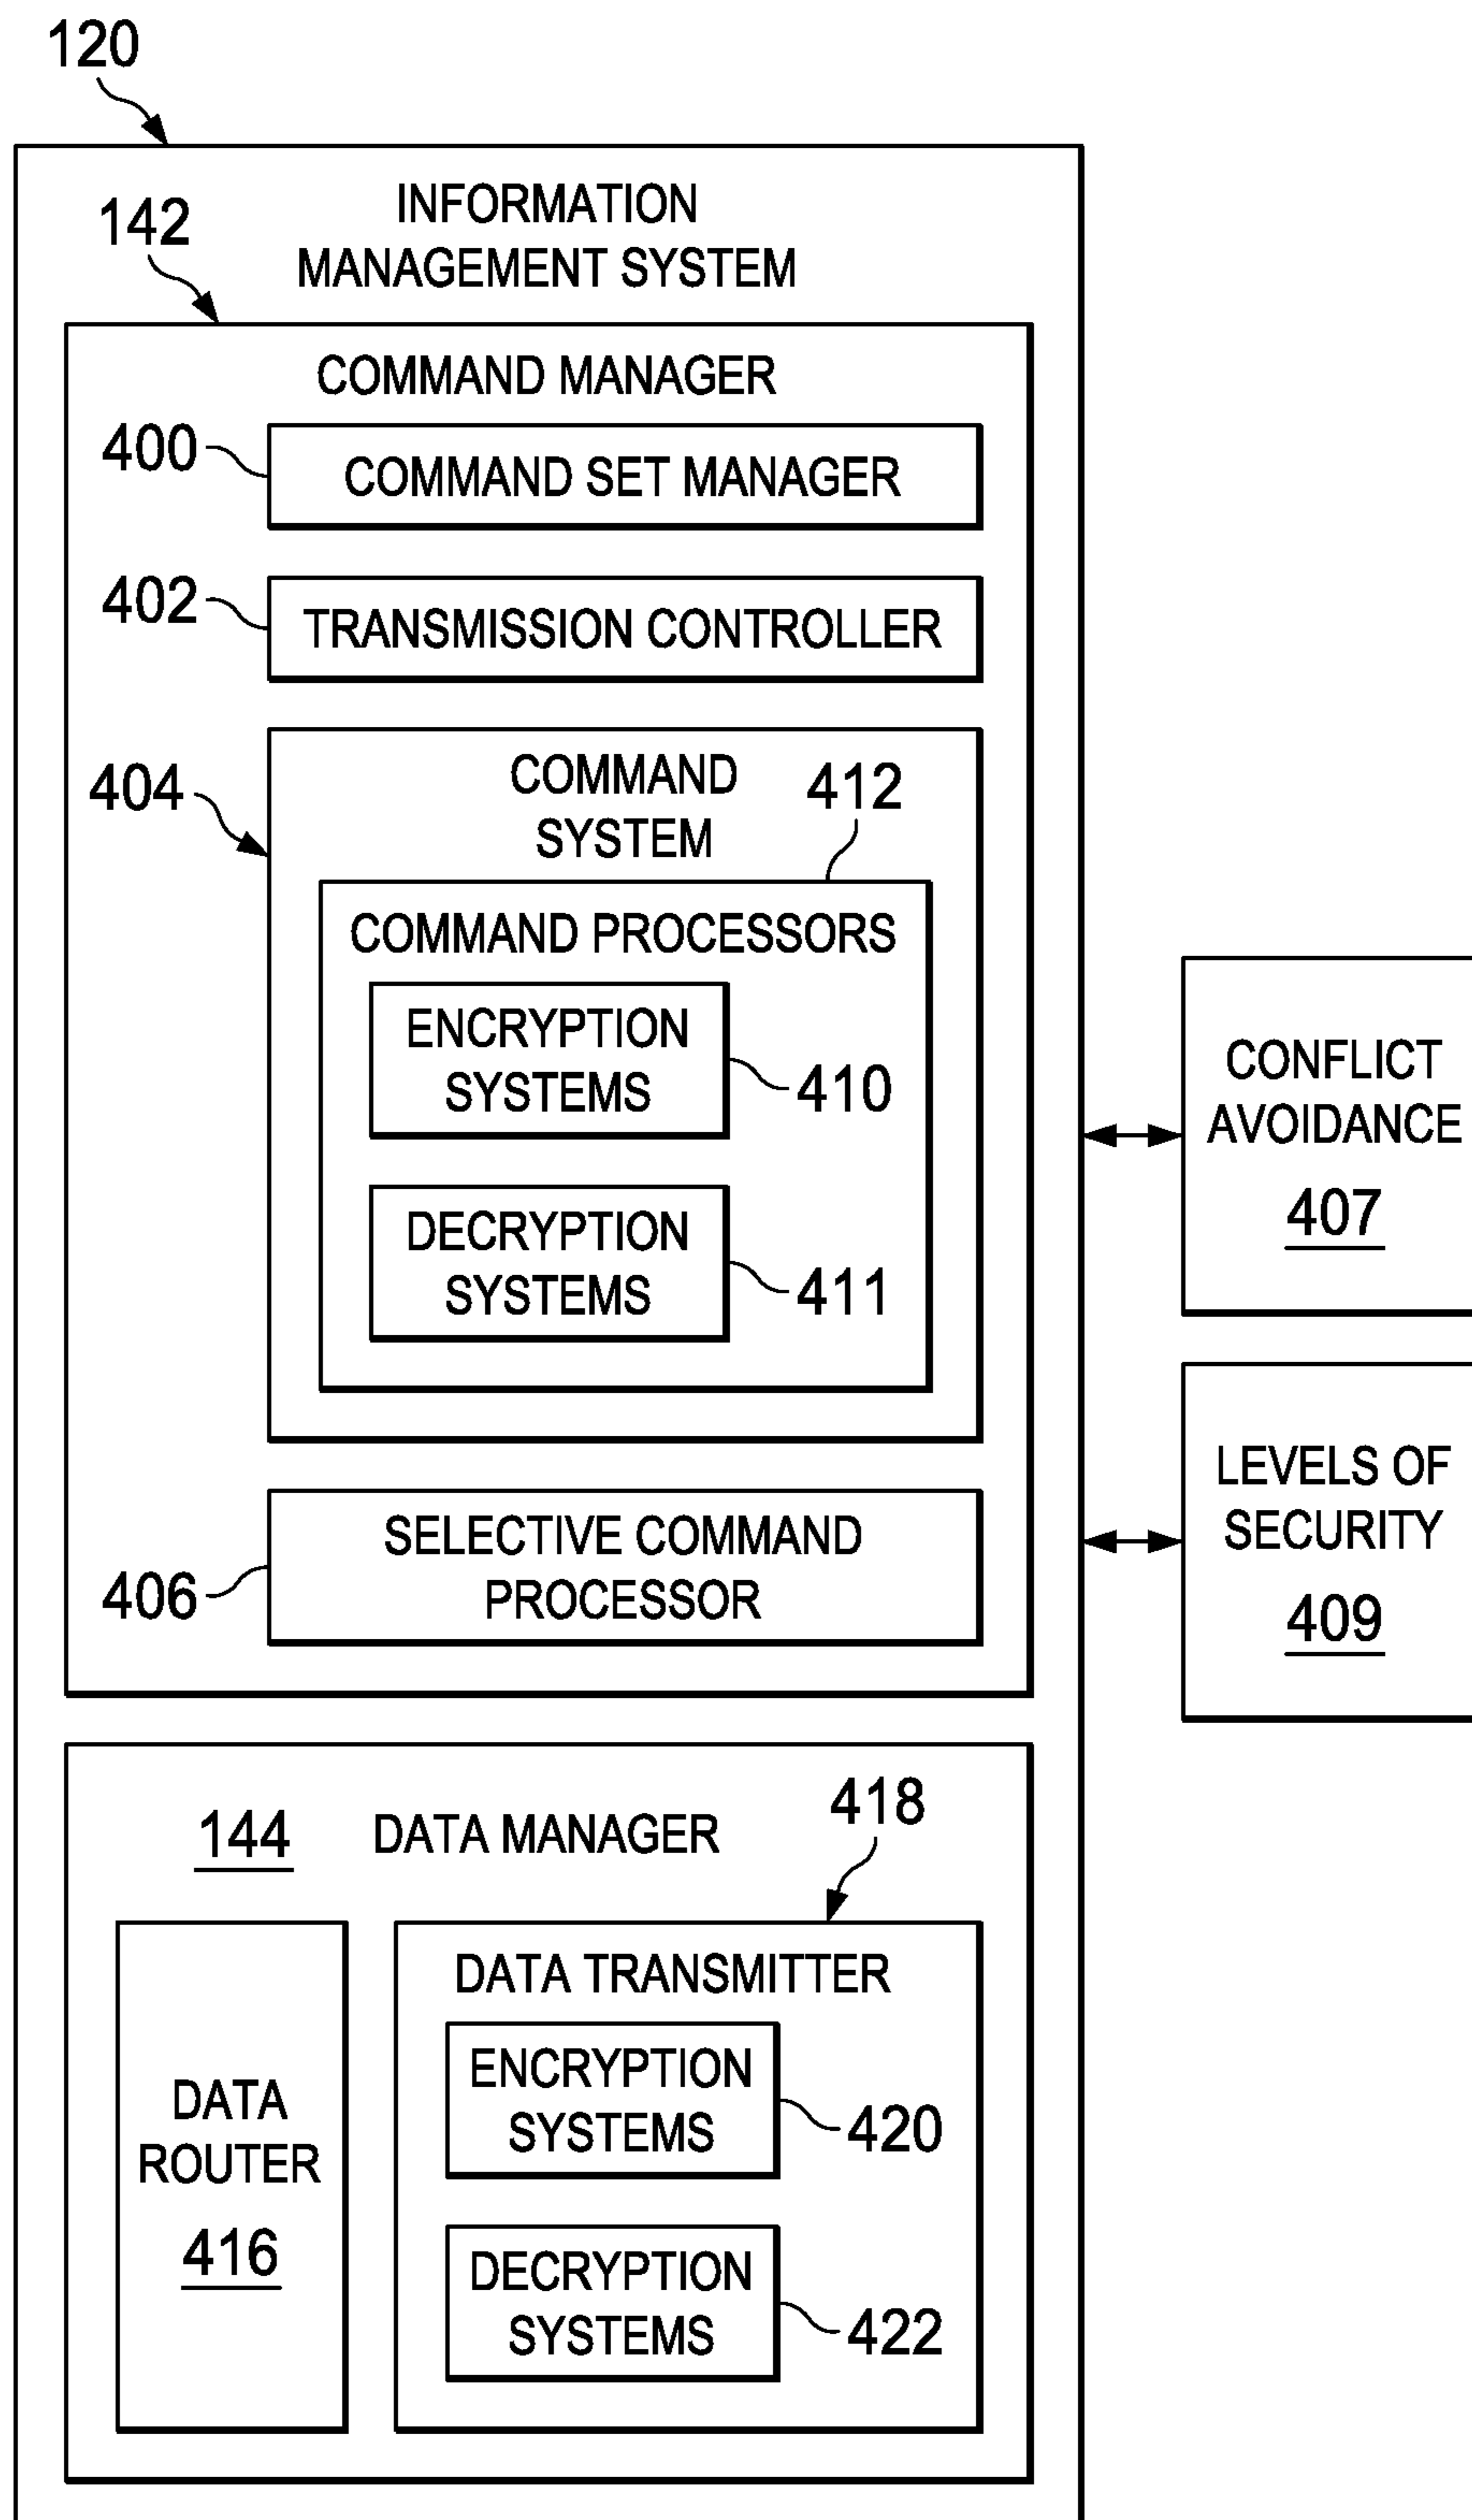 120
INFORMATION
MANAGEMENT SYSTEM
142
COMMAND MANAGER
400
COMMAND SET MANAGER
402
TRANSMISSION CONTROLLER
404
COMMAND
SYSTEM
412
COMMAND PROCESSORS
ENCRYPTION
SYSTEMS
410
DECRYPTION
SYSTEMS
411
SELECTIVE COMMAND
PROCESSOR
406
CONFLICT
AVOIDANCE
407
LEVELS OF
SECURITY
409
144
DATA MANAGER
418
DATA
ROUTER
416
DATA TRANSMITTER
ENCRYPTION
SYSTEMS
420
DECRYPTION
SYSTEMS
422